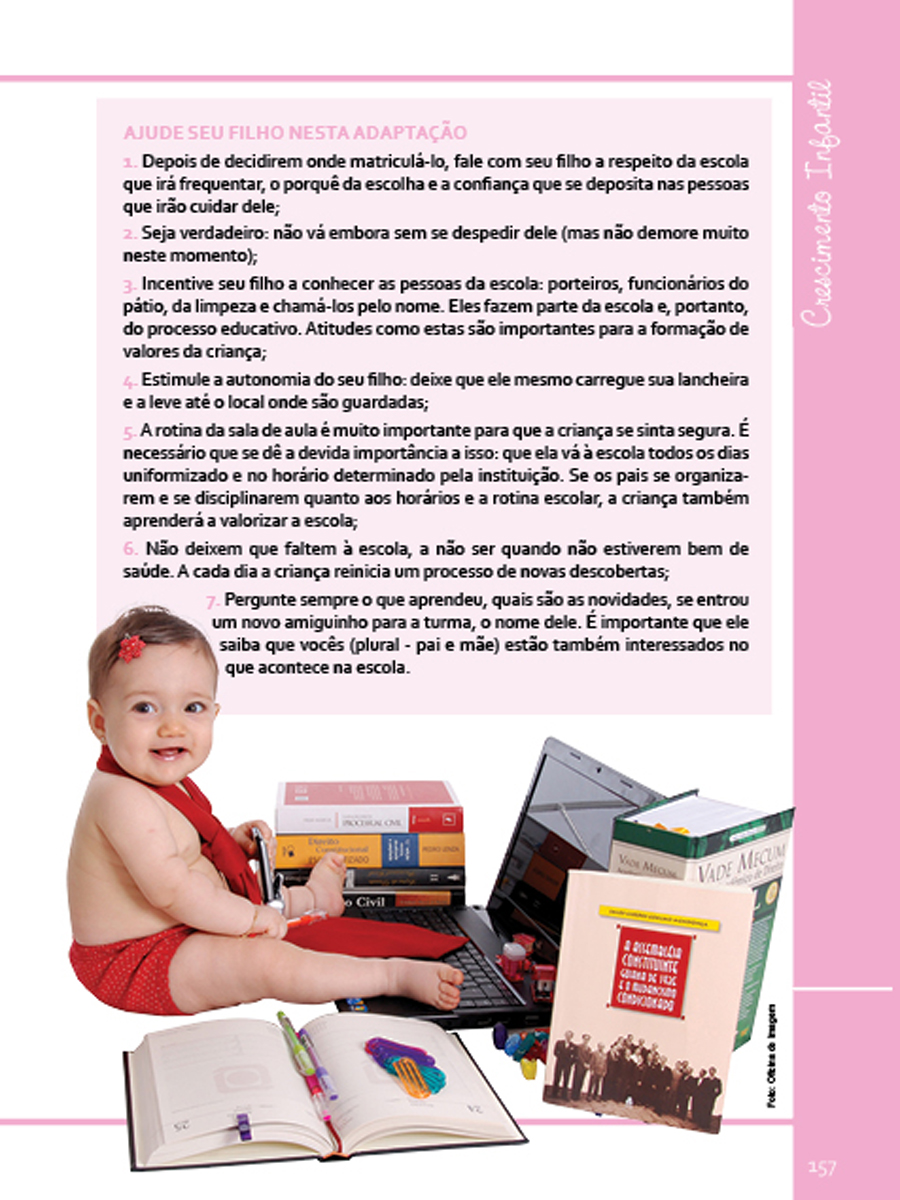 Crescimento Infantil
AJUDE SEU FILHO NESTA ADAPTAÇÃO
1. Depois de decidirem onde matriculá-lo, fale com seu filho a respeito da escola
que irá frequentar, o porquê da escolha e a confiança que se deposita nas pessoas
que irão cuidar dele;
2. Seja verdadeiro: não vá embora sem se despedir dele (mas não demore muito
neste momento);
3. Incentive seu filho a conhecer as pessoas da escola: porteiros, funcionários do
pátio, da limpeza e chamá-los pelo nome. Eles fazem parte da escola e, portanto,
do processo educativo. Atitudes como estas são importantes para a formação de
valores da criança;
4. Estimule a autonomia do seu filho: deixe que ele mesmo carregue sua lancheira
e a leve até o local onde são guardadas;
5. A rotina da sala de aula é muito importante para que a criança se sinta segura. É
necessário que se dê a devida importância a isso: que ela vá à escola todos os dias
uniformizado e no horário determinado pela instituição. Se os pais se organiza-
rem e se disciplinarem quanto aos horários e a rotina escolar, a criança também
aprenderá a valorizar a escola;
6. Não deixem que faltem à escola, a não ser quando não estiverem bem de
saúde. A cada dia a criança reinicia um processo de novas descobertas;
7. Pergunte sempre o que aprendeu, quais são as novidades, se entrou
um novo amiguinho para a turma, o nome dele. É importante que ele
saiba que vocês (plural - pai e mãe) estão também interessados no
que acontece na escola.
PROCESSUAL CIVIL
Direito
Constitucional
PEDRO LENZA
Civil
VADE MECUM
VADE MECUM
A ASSEMBLÉIA
CONSTITUINTE
E O MUDANCISMO
CONDICIONADO
25
24
Foto: Oficina da Imagem
157